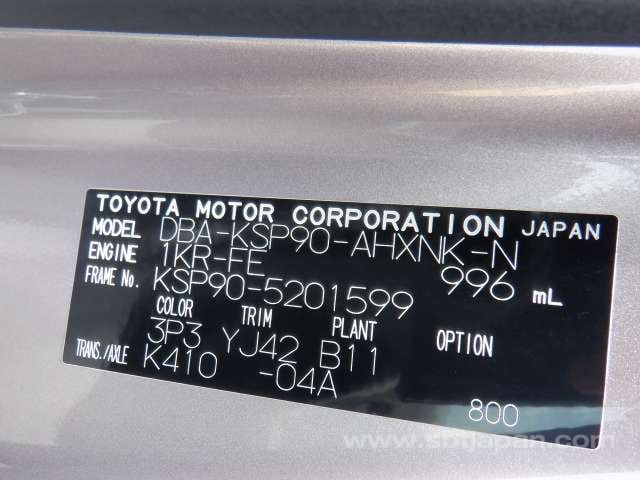 TOYOTA MOTOR CORPORATION JAPAN
MODEL DBA-KSP90-AHXNK-N
ENGINE 1KR-FE 996 mL
FRAME No. KSP90-5201599
COLOR TRIM PLANT OPTION
3P3 YJ42 B11
TRANS./AXLE K410 -04A
800
www.sbtjapan.com